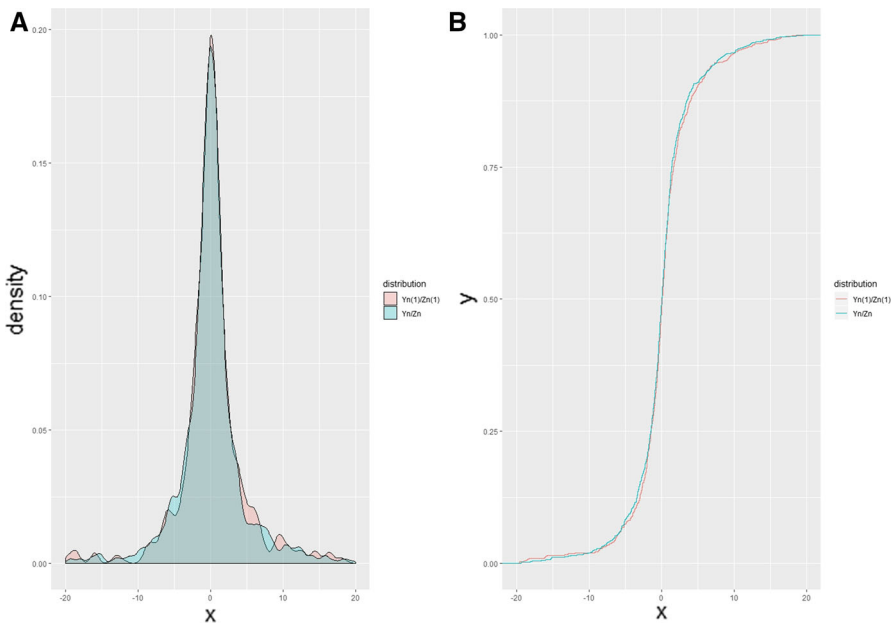 A
density
0.20
0.15
0.10
0.05
0.00
-20 -10 0 10 20
X
distribution
Yn(1)/Zn(1)
Yn/Zn
B
y
1.00
0.75
0.50
0.25
0.00
-20 -10 0 10 20
X
distribution
Yn(1)/Zn(1)
Yn/Zn